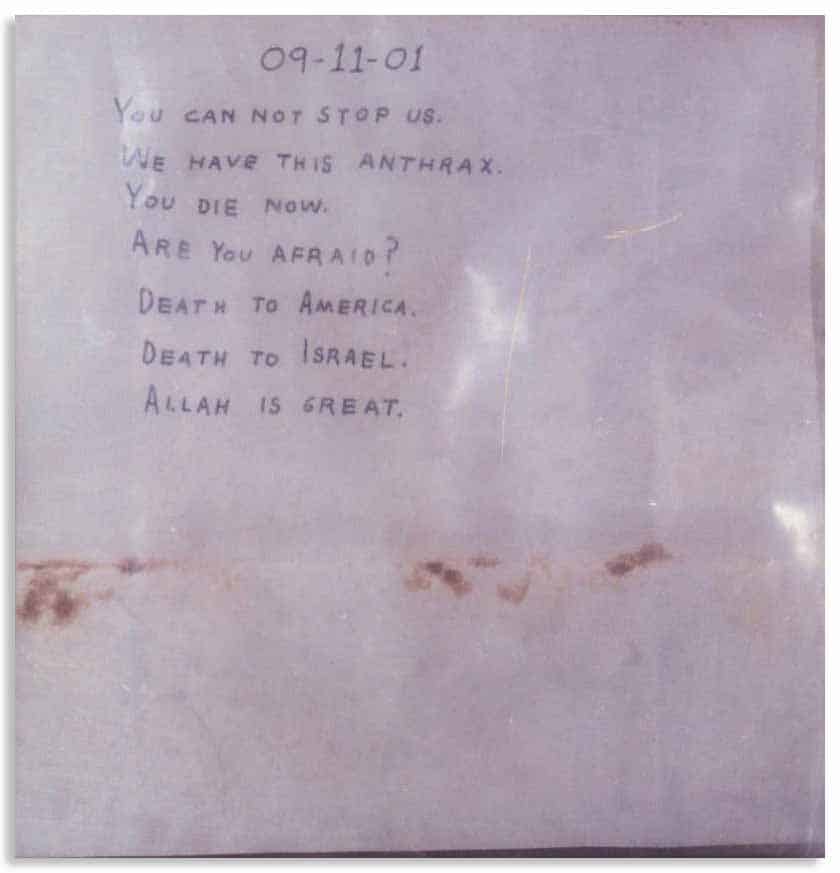 09-11-01
YOU CAN NOT STOP US.
WE HAVE THIS ANTHRAX.
YOU DIE NOW.
ARE YOU AFRAID?
DEATH TO AMERICA.
DEATH TO ISRAEL.
ALLAH IS GREAT.